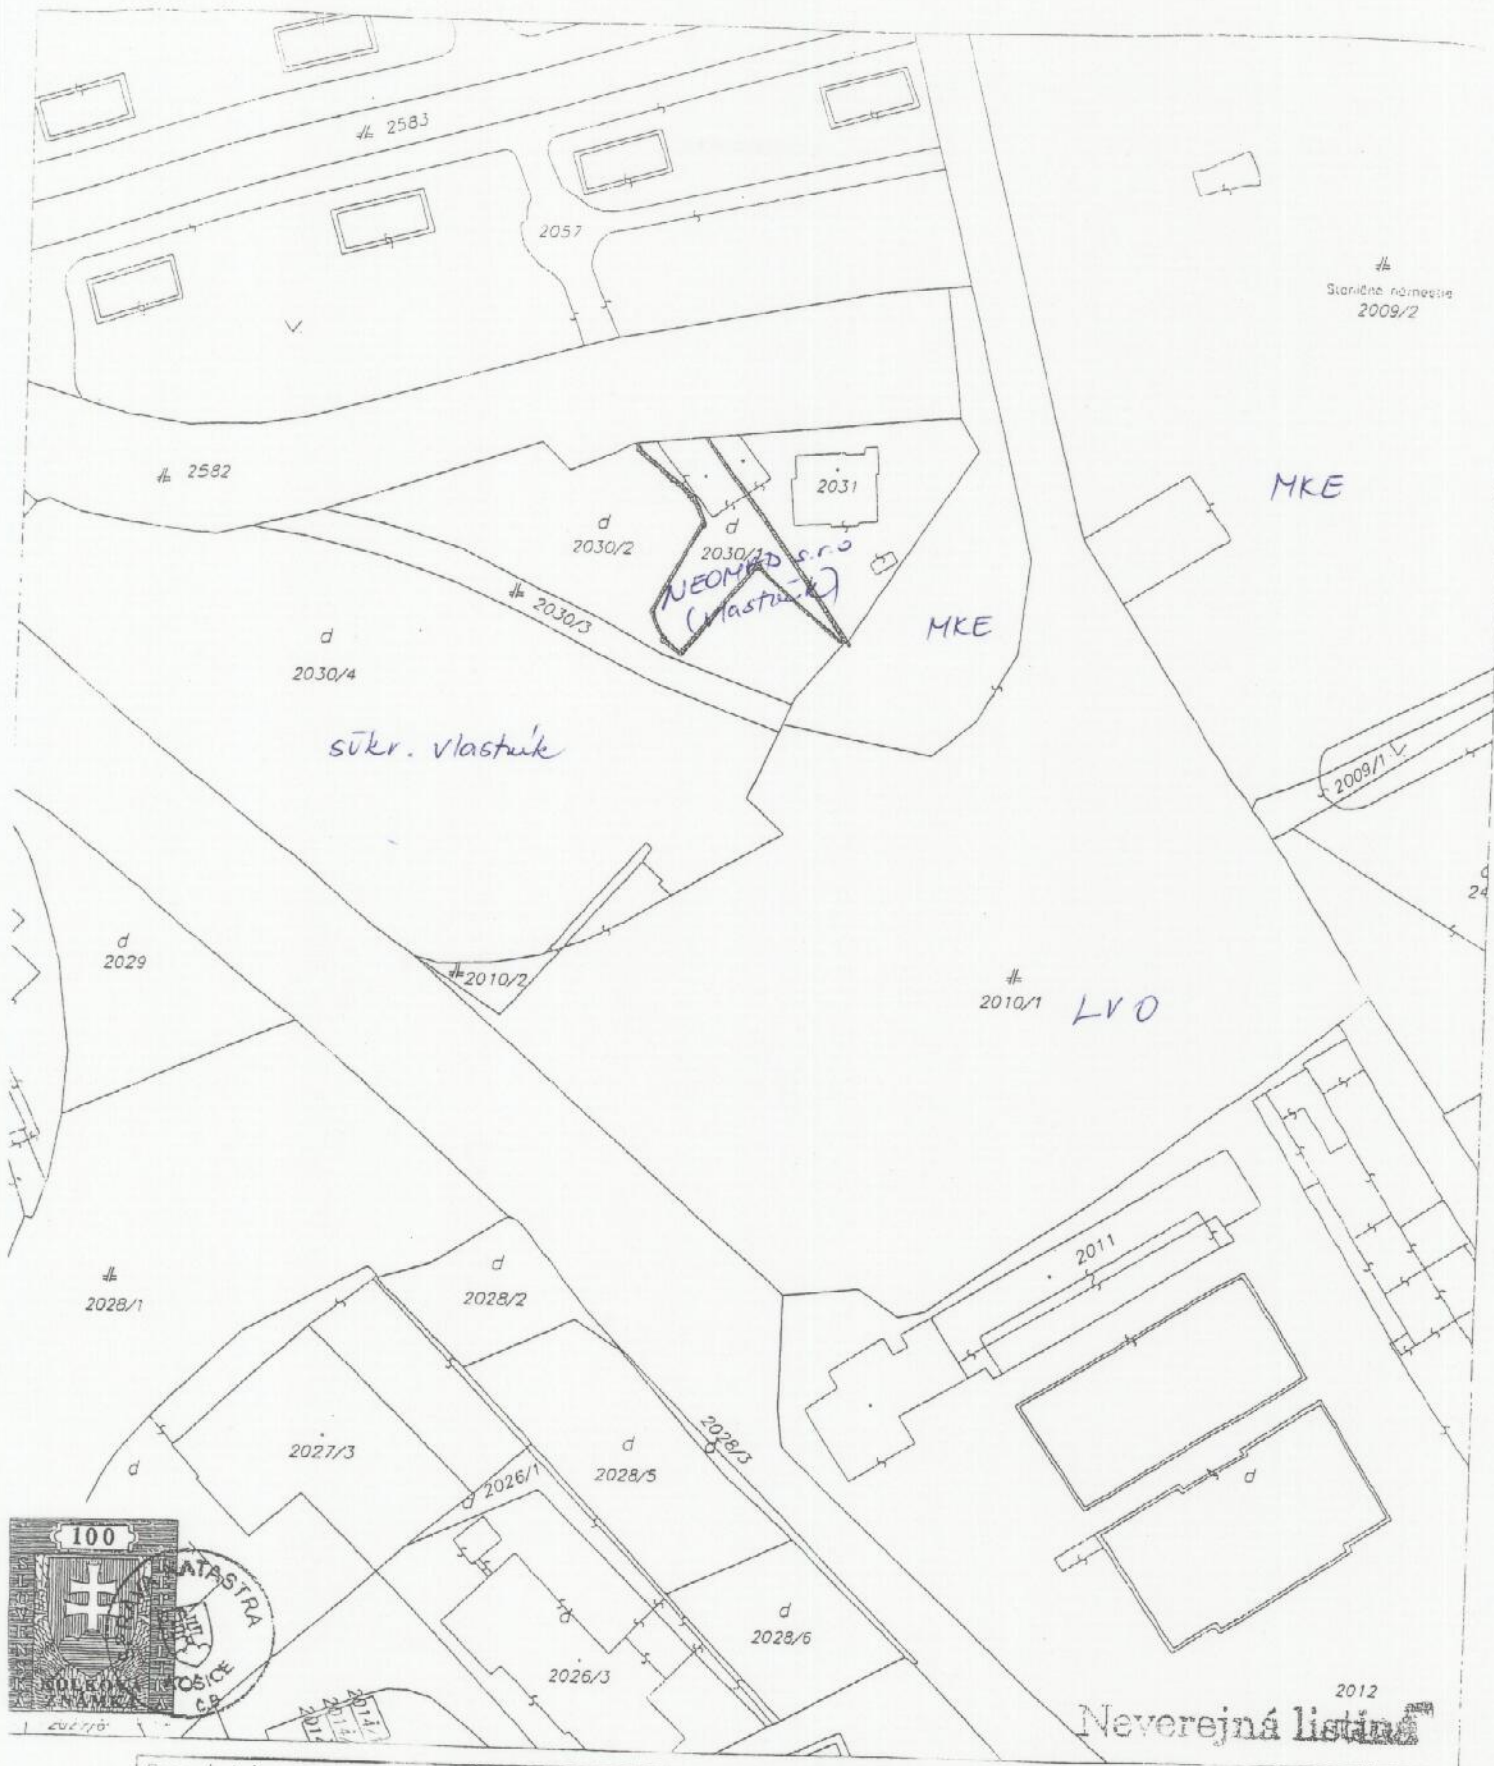 2583
2057
Staničné námestie
2009/2
2582
2031
MKE
d
2030/2
d
2030/1
NEOMED s.r.o
(vlastník)
2030/3
MKE
d
2030/4
súkr. vlastník
2009/1
d
24
d
2029
2010/2
2010/1
LVO
2011
d
2028/2
2028/1
2028/3
d
2027/3
d
2028/5
d
d
2026/1
d
d
100
SPRÁVA KATASTRA
KOŠICE
KOLKOVÁ
ZNÁMKA
d
2028/6
d
2026/3
2012
Neverejná listina